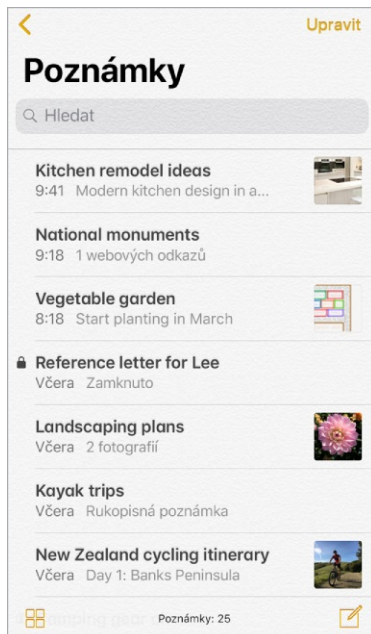 Upravit
Poznámky
Hledat
Kitchen remodel ideas
9:41 Modern kitchen design in a...
National monuments
9:18 1 webových odkazů
Vegetable garden
8:18 Start planting in March
Reference letter for Lee
Včera Zamknuto
Landscaping plans
Včera 2 fotografií
Kayak trips
Včera Rukopisná poznámka
New Zealand cycling itinerary
Včera Day 1: Banks Peninsula
Poznámky: 25